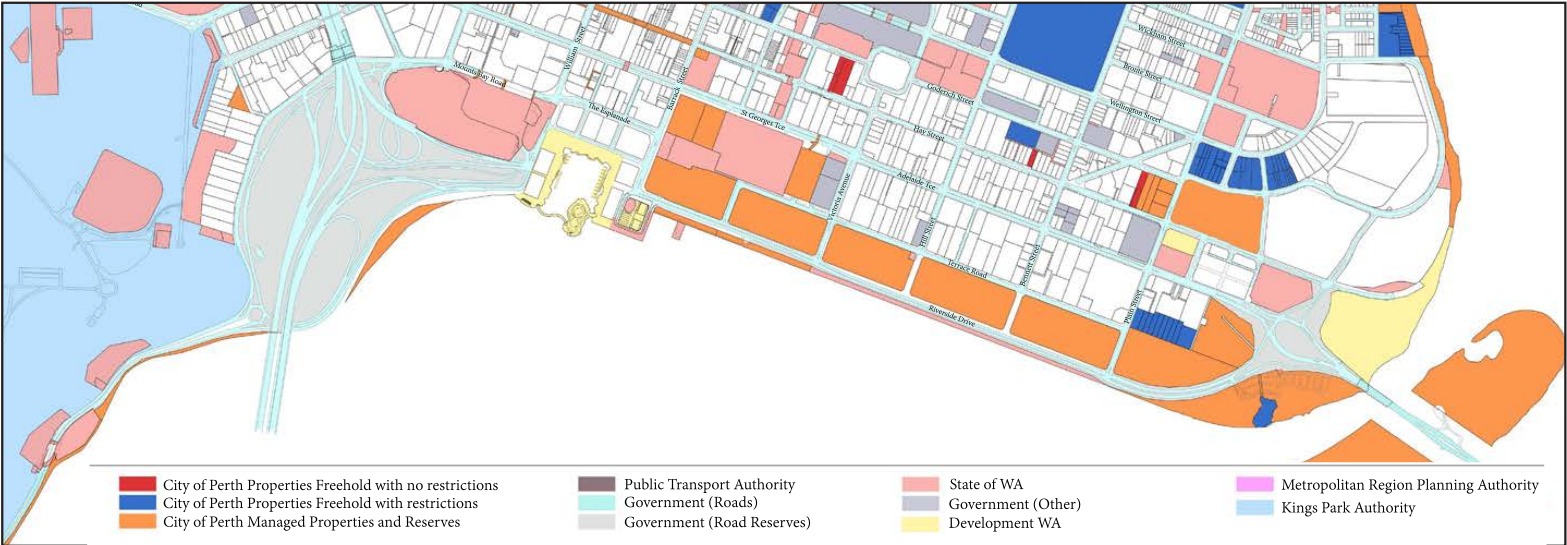 Wickham Street
William Street
Bronte Street
Mounts Bay Road
Barrack Street
Goderich Street
Wellington Street
The Esplanade
St Georges Tce
Hay Street
Adelaide Tce
Victoria Avenue
Hill Street
Bennett Street
Terrace Road
Plain Street
Riverside Drive
City of Perth Properties Freehold with no restrictions
City of Perth Properties Freehold with restrictions
City of Perth Managed Properties and Reserves
Public Transport Authority
Government (Roads)
Government (Road Reserves)
State of WA
Government (Other)
Development WA
Metropolitan Region Planning Authority
Kings Park Authority